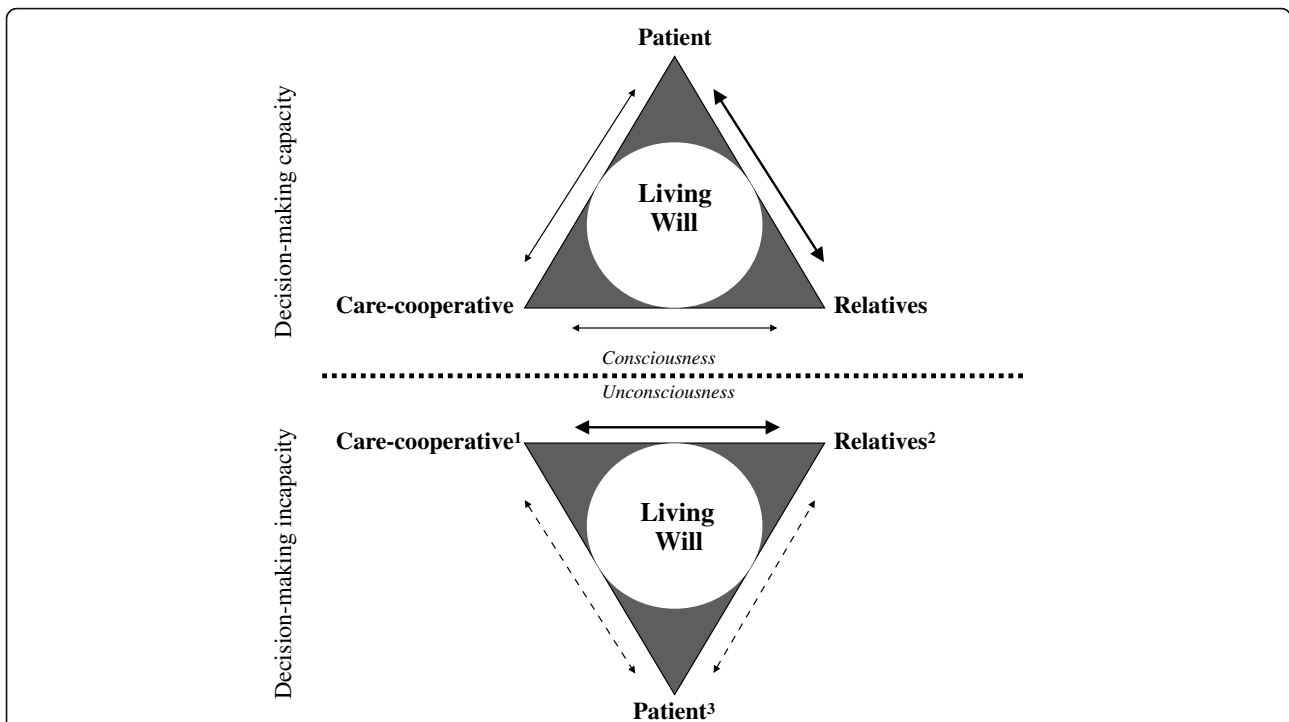 Patient
Decision-making capacity
Living
Will
Care-cooperative
Relatives
Consciousness
Unconsciousness
Decision-making incapacity
Care-cooperative¹
Relatives²
Living
Will
Patient³